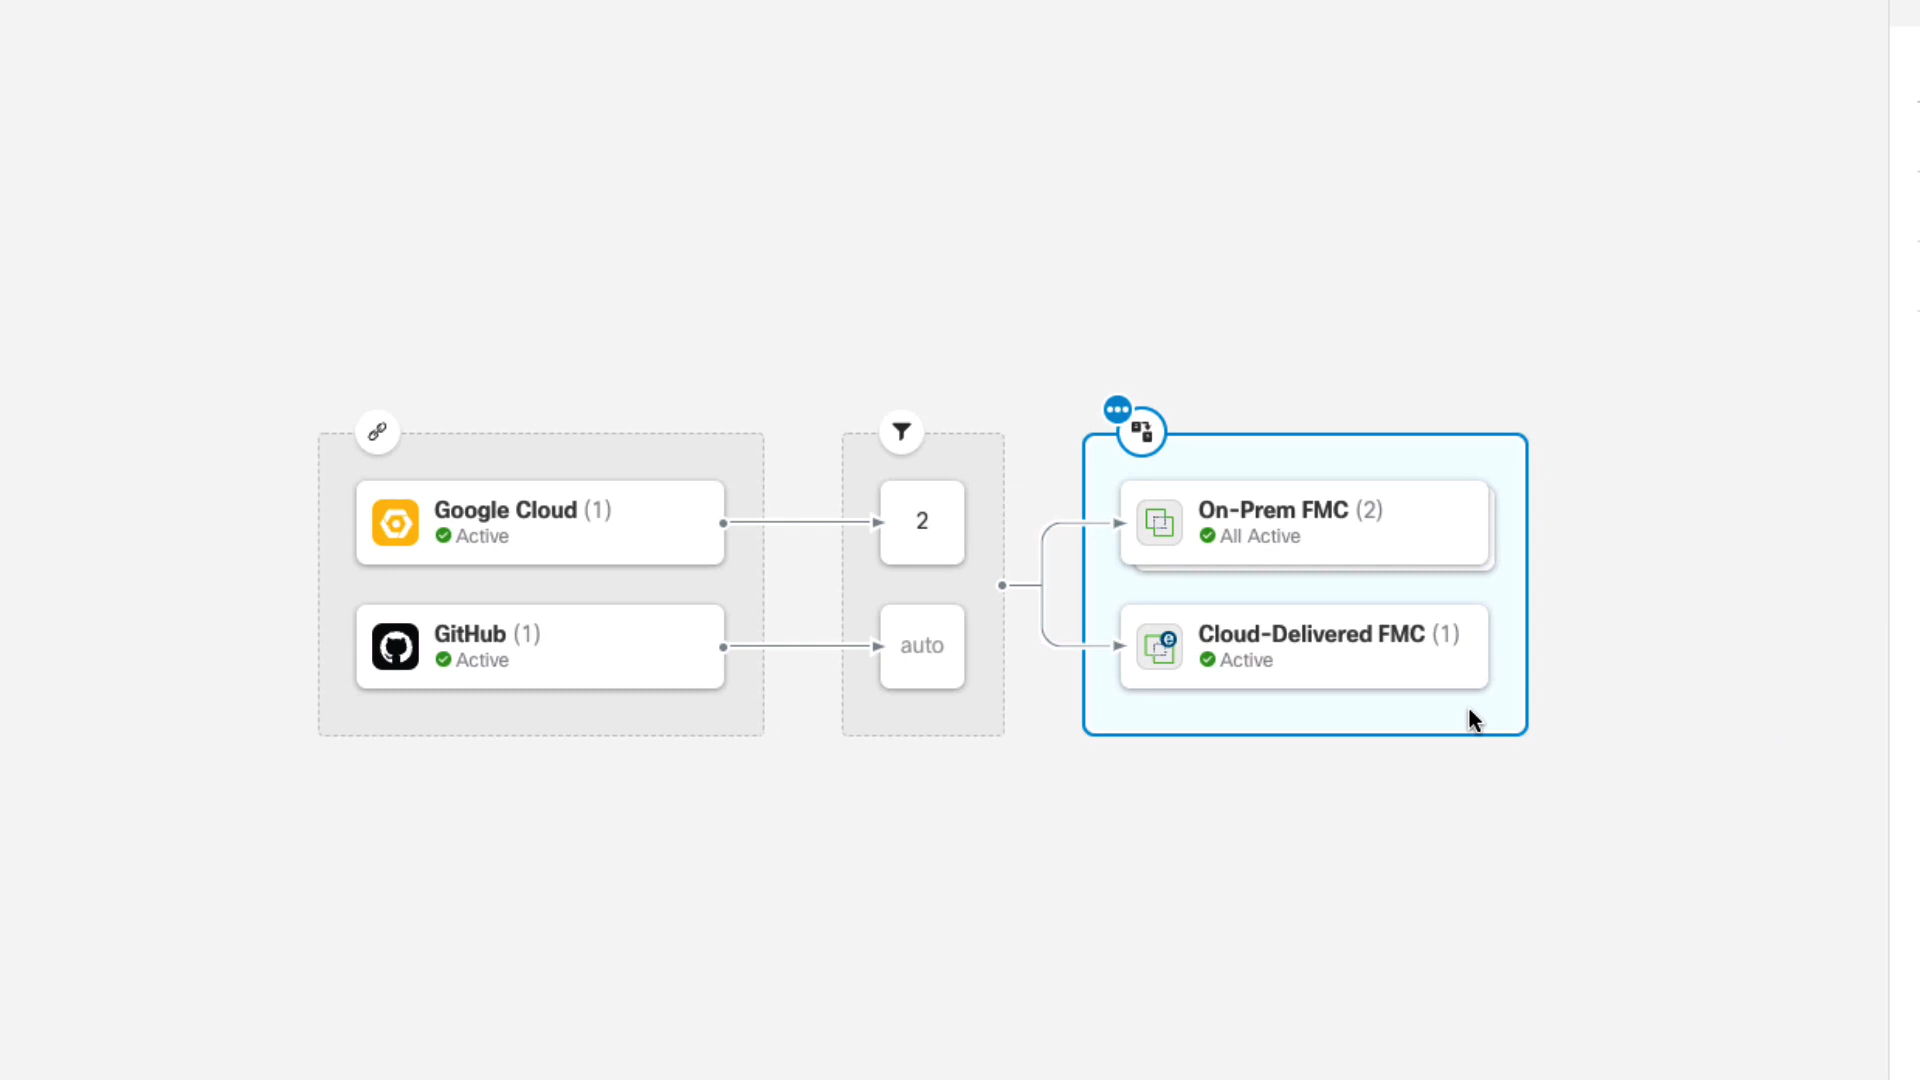 Google Cloud (1)
Active
GitHub (1)
Active
2
auto
On-Prem FMC (2)
All Active
Cloud-Delivered FMC (1)
Active